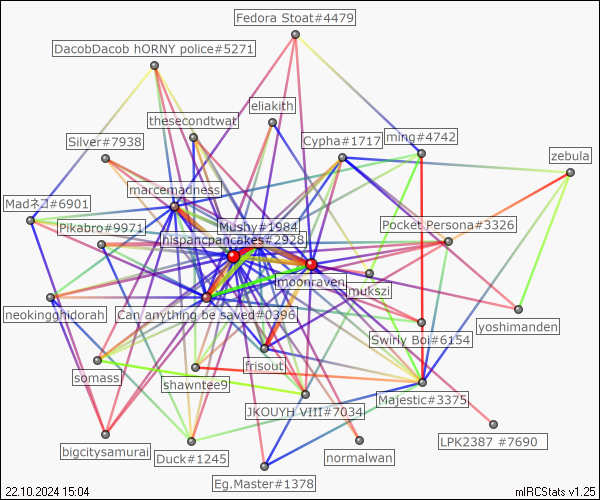 Fedora Stoat#4479
DacobDacob hORNY police#5271
eliakith
thesecondtwat
Cypha#1717
ming#4742
Silver#7938
zebula
marcemadness
Madネコ#6901
Pikabro#9971
Mushy#1984
Pocket.Persona#3326
hispancpancakes#2928
moonraven
mukszi
neokingghidorah
Can anything be saved#0396
yoshimanden
Swirly Boi#6154
frisout
somass
shawntee9
Majestic#3375
JKOUYH VIII#7034
LPK2387 #7690
bigcitysamurai
Duck#1245
normalwan
Eg.Master#1378
22.10.2024 15:04
mIRCStats v1.25